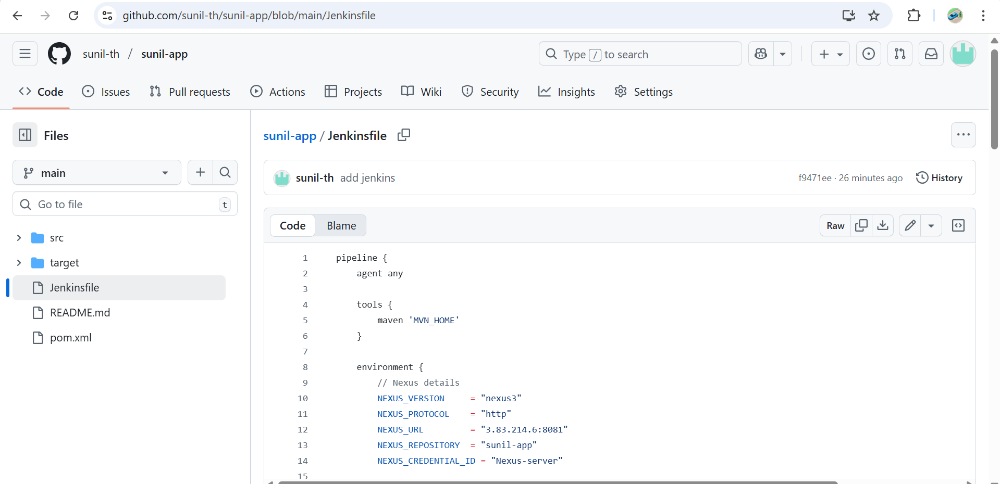 github.com/sunil-th/sunil-app/blob/main/Jenkinsfile
sunil-th / sunil-app
Type / to search
Code
Issues
Pull requests
Actions
Projects
Wiki
Security
Insights
Settings
Files
main
Go to file
t
src
target
Jenkinsfile
README.md
pom.xml
sunil-app / Jenkinsfile
sunil-th add jenkins
f9471ee · 26 minutes ago
History
Code
Blame
Raw
1 pipeline {
2 agent any
3
4 tools {
5 maven 'MVN_HOME'
6 }
7
8 environment {
9 // Nexus details
10 NEXUS_VERSION = "nexus3"
11 NEXUS_PROTOCOL = "http"
12 NEXUS_URL = "3.83.214.6:8081"
13 NEXUS_REPOSITORY = "sunil-app"
14 NEXUS_CREDENTIAL_ID = "Nexus-server"
15